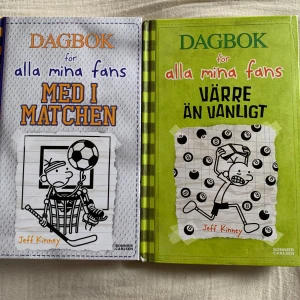 DAGBOK
för
alla mina fans
MED I
MATCHEN
Jeff Kinney
BONNIER
CARLSEN
DAGBOK
för
alla mina fans
VÄRRE
ÄN VANLIGT
8
Jeff Kinney
BONNIER
CARLSEN